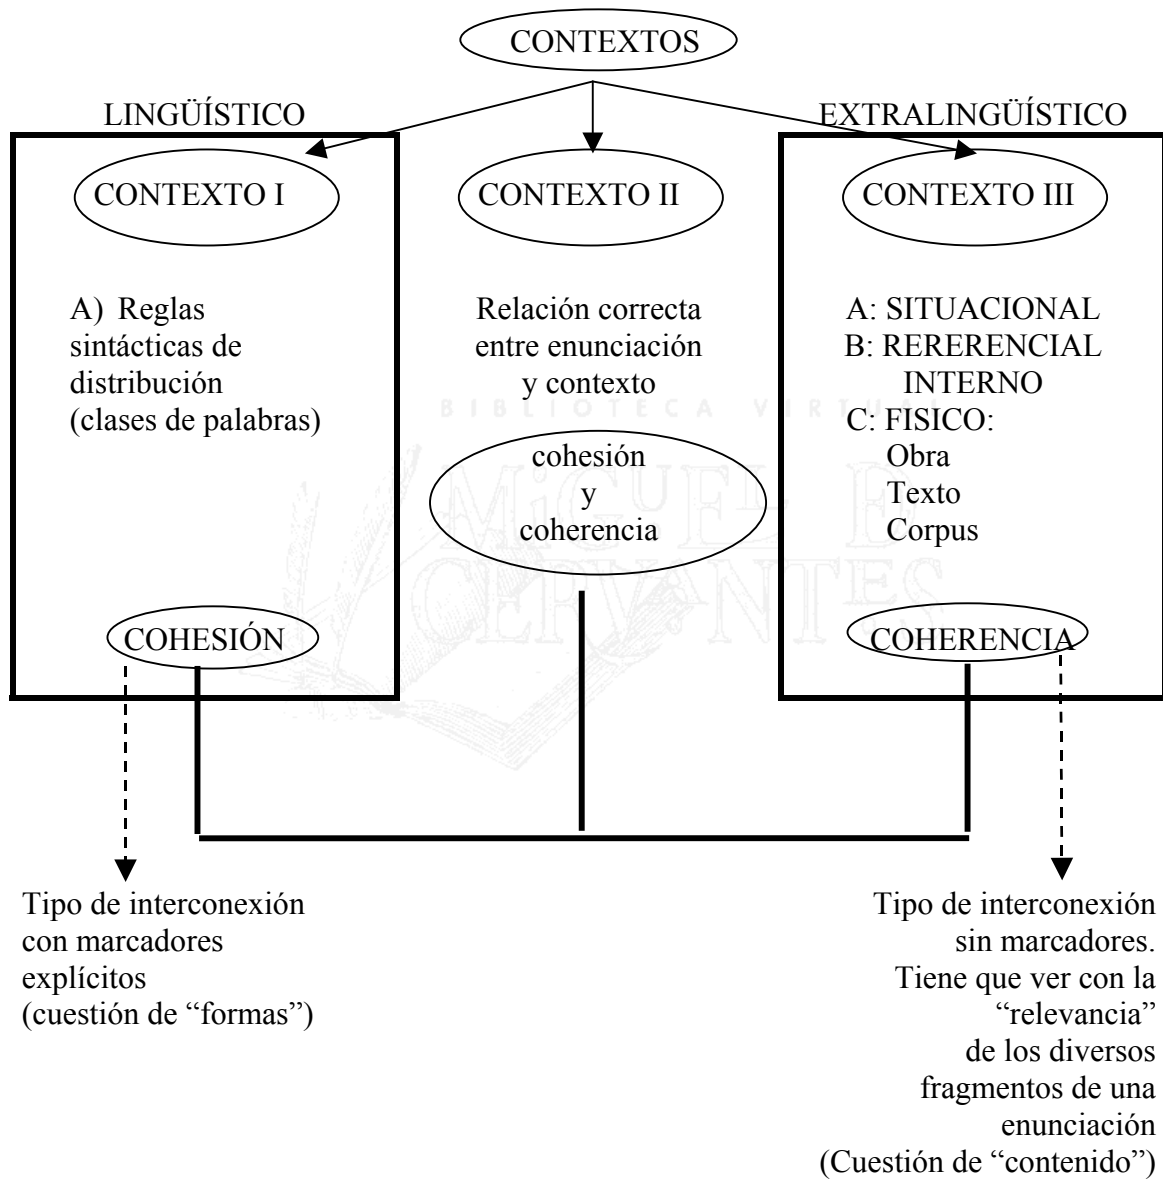 CONTEXTOS
LINGÜÍSTICO
EXTRALINGÜÍSTICO
CONTEXTO I
CONTEXTO II
CONTEXTO III
A) Reglas
sintácticas de
distribución
(clases de palabras)
COHESIÓN
Relación correcta
entre enunciación
y contexto
cohesión
y
coherencia
A: SITUACIONAL
B: RERERENCIAL
INTERNO
C: FISICO:
Obra
Texto
Corpus
COHERENCIA
BIBLIOTECA VIRTUAL
MiGUEL DE
CERVANTES
Tipo de interconexión
con marcadores
explícitos
(cuestión de “formas”)
Tipo de interconexión
sin marcadores.
Tiene que ver con la
“relevancia”
de los diversos
fragmentos de una
enunciación
(Cuestión de “contenido”)